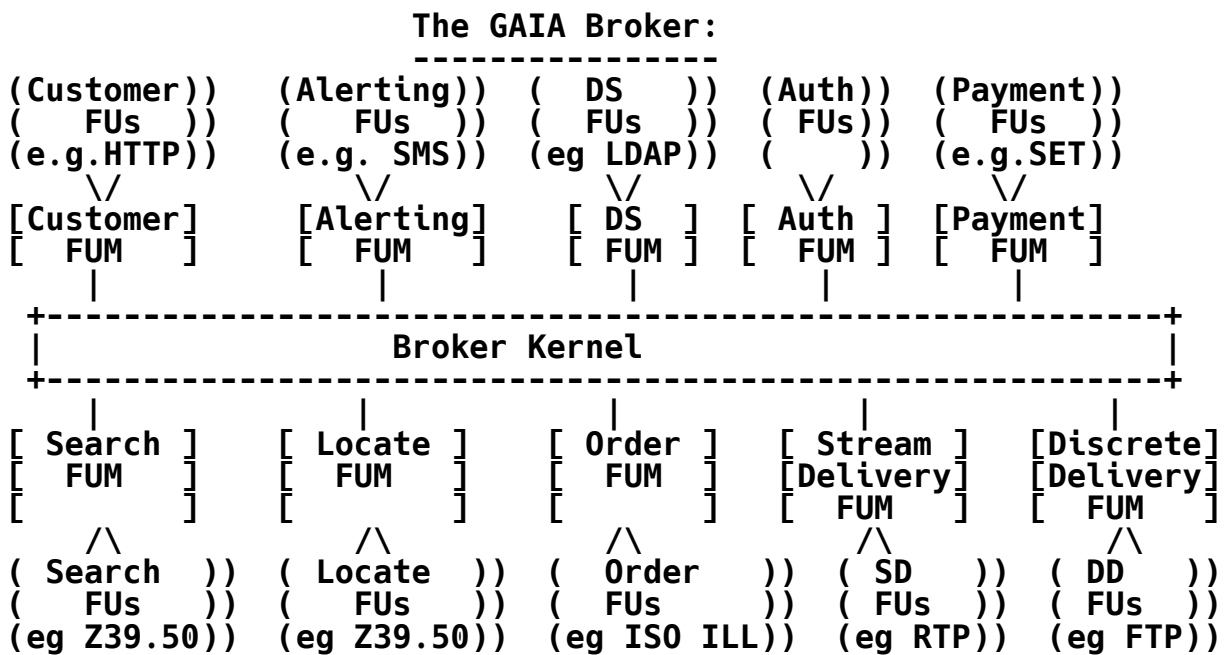 The GAIA Broker:
----------------
(Customer)) (Alerting)) ( DS )) (Auth)) (Payment))
( FUs )) ( FUs )) ( FUs )) ( FUs)) ( FUs ))
(e.g.HTTP)) (e.g. SMS)) (eg LDAP)) ( )) (e.g.SET))
\/ \/ \/ \/ \/
[Customer] [Alerting] [ DS ] [ Auth ] [Payment]
[ FUM ] [ FUM ] [ FUM ] [ FUM ] [ FUM ]
| | | | |
+----------------------------------------------------------+
| Broker Kernel |
+----------------------------------------------------------+
| | | | |
[ Search ] [ Locate ] [ Order ] [ Stream ] [Discrete]
[ FUM ] [ FUM ] [ FUM ] [Delivery] [Delivery]
[ ] [ ] [ ] [ FUM ] [ FUM ]
/\ /\ /\ /\ /\
( Search )) ( Locate )) ( Order )) ( SD )) ( DD ))
( FUs )) ( FUs )) ( FUs )) ( FUs )) ( FUs ))
(eg Z39.50)) (eg Z39.50)) (eg ISO ILL)) (eg RTP)) (eg FTP))